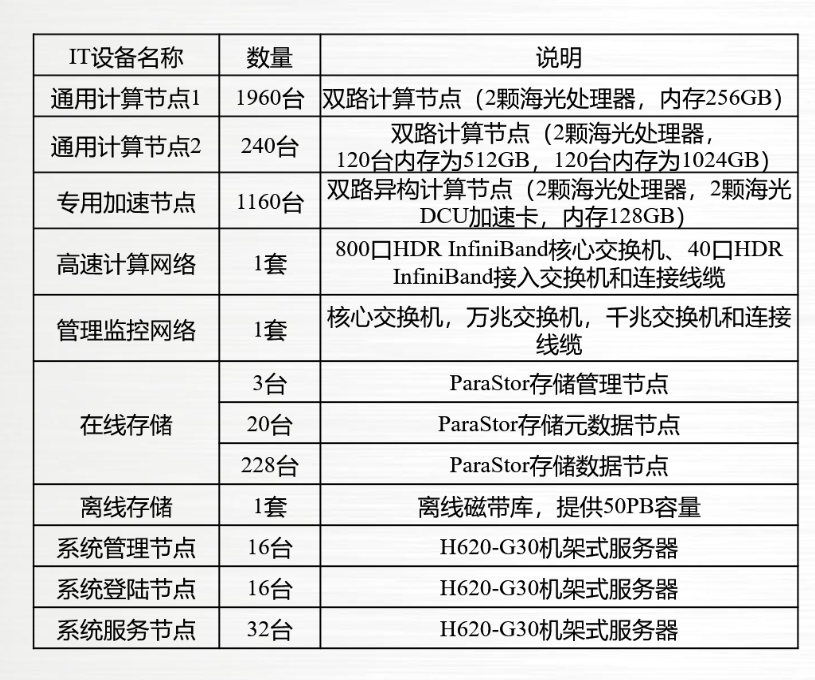 IT设备名称 数量 说明
通用计算节点1 1960台 双路计算节点（2颗海光处理器，内存256GB）
通用计算节点2 240台 双路计算节点（2颗海光处理器，
120台内存为512GB，120台内存为1024GB）
专用加速节点 1160台 双路异构计算节点（2颗海光处理器，2颗海光
DCU加速卡，内存128GB）
高速计算网络 1套 800口HDR InfiniBand核心交换机、40口HDR
InfiniBand接入交换机和连接线缆
管理监控网络 1套 核心交换机，万兆交换机，千兆交换机和连接
线缆
在线存储 3台 ParaStor存储管理节点
20台 ParaStor存储元数据节点
228台 ParaStor存储数据节点
离线存储 1套 离线磁带库，提供50PB容量
系统管理节点 16台 H620-G30机架式服务器
系统登陆节点 16台 H620-G30机架式服务器
系统服务节点 32台 H620-G30机架式服务器